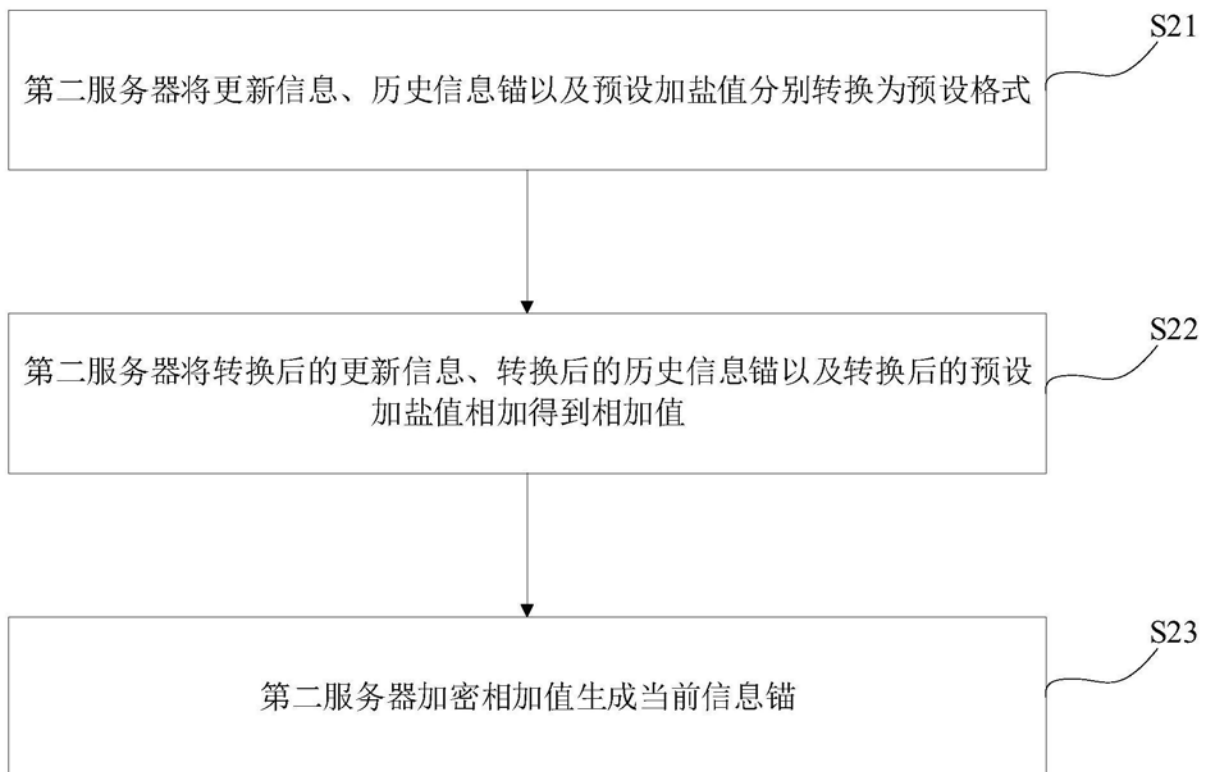 S21
第二服务器将更新信息、历史信息锚以及预设加盐值分别转换为预设格式
S22
第二服务器将转换后的更新信息、转换后的历史信息锚以及转换后的预设
加盐值相加得到相加值
S23
第二服务器加密相加值生成当前信息锚